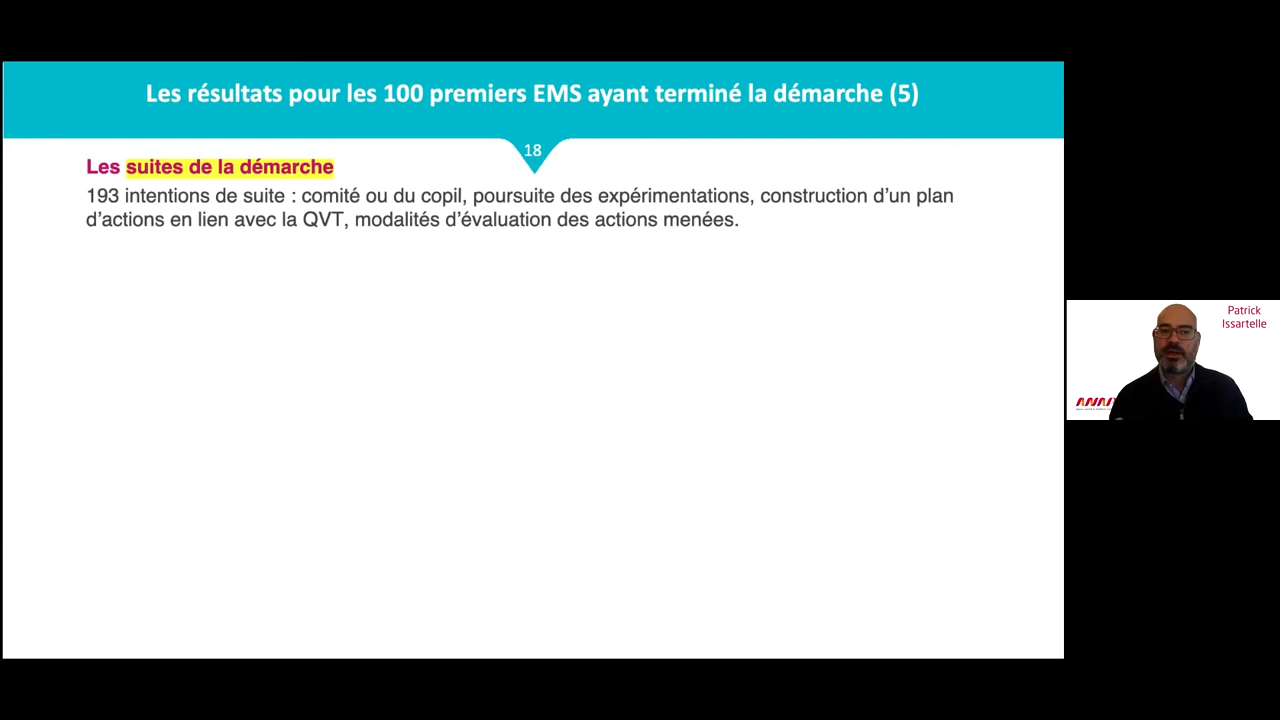 Les résultats pour les 100 premiers EMS ayant terminé la démarche (5)
18
Les suites de la démarche
193 intentions de suite : comité ou du copil, poursuite des expérimentations, construction d'un plan
d'actions en lien avec la QVT, modalités d'évaluation des actions menées.
Patrick
Issartelle